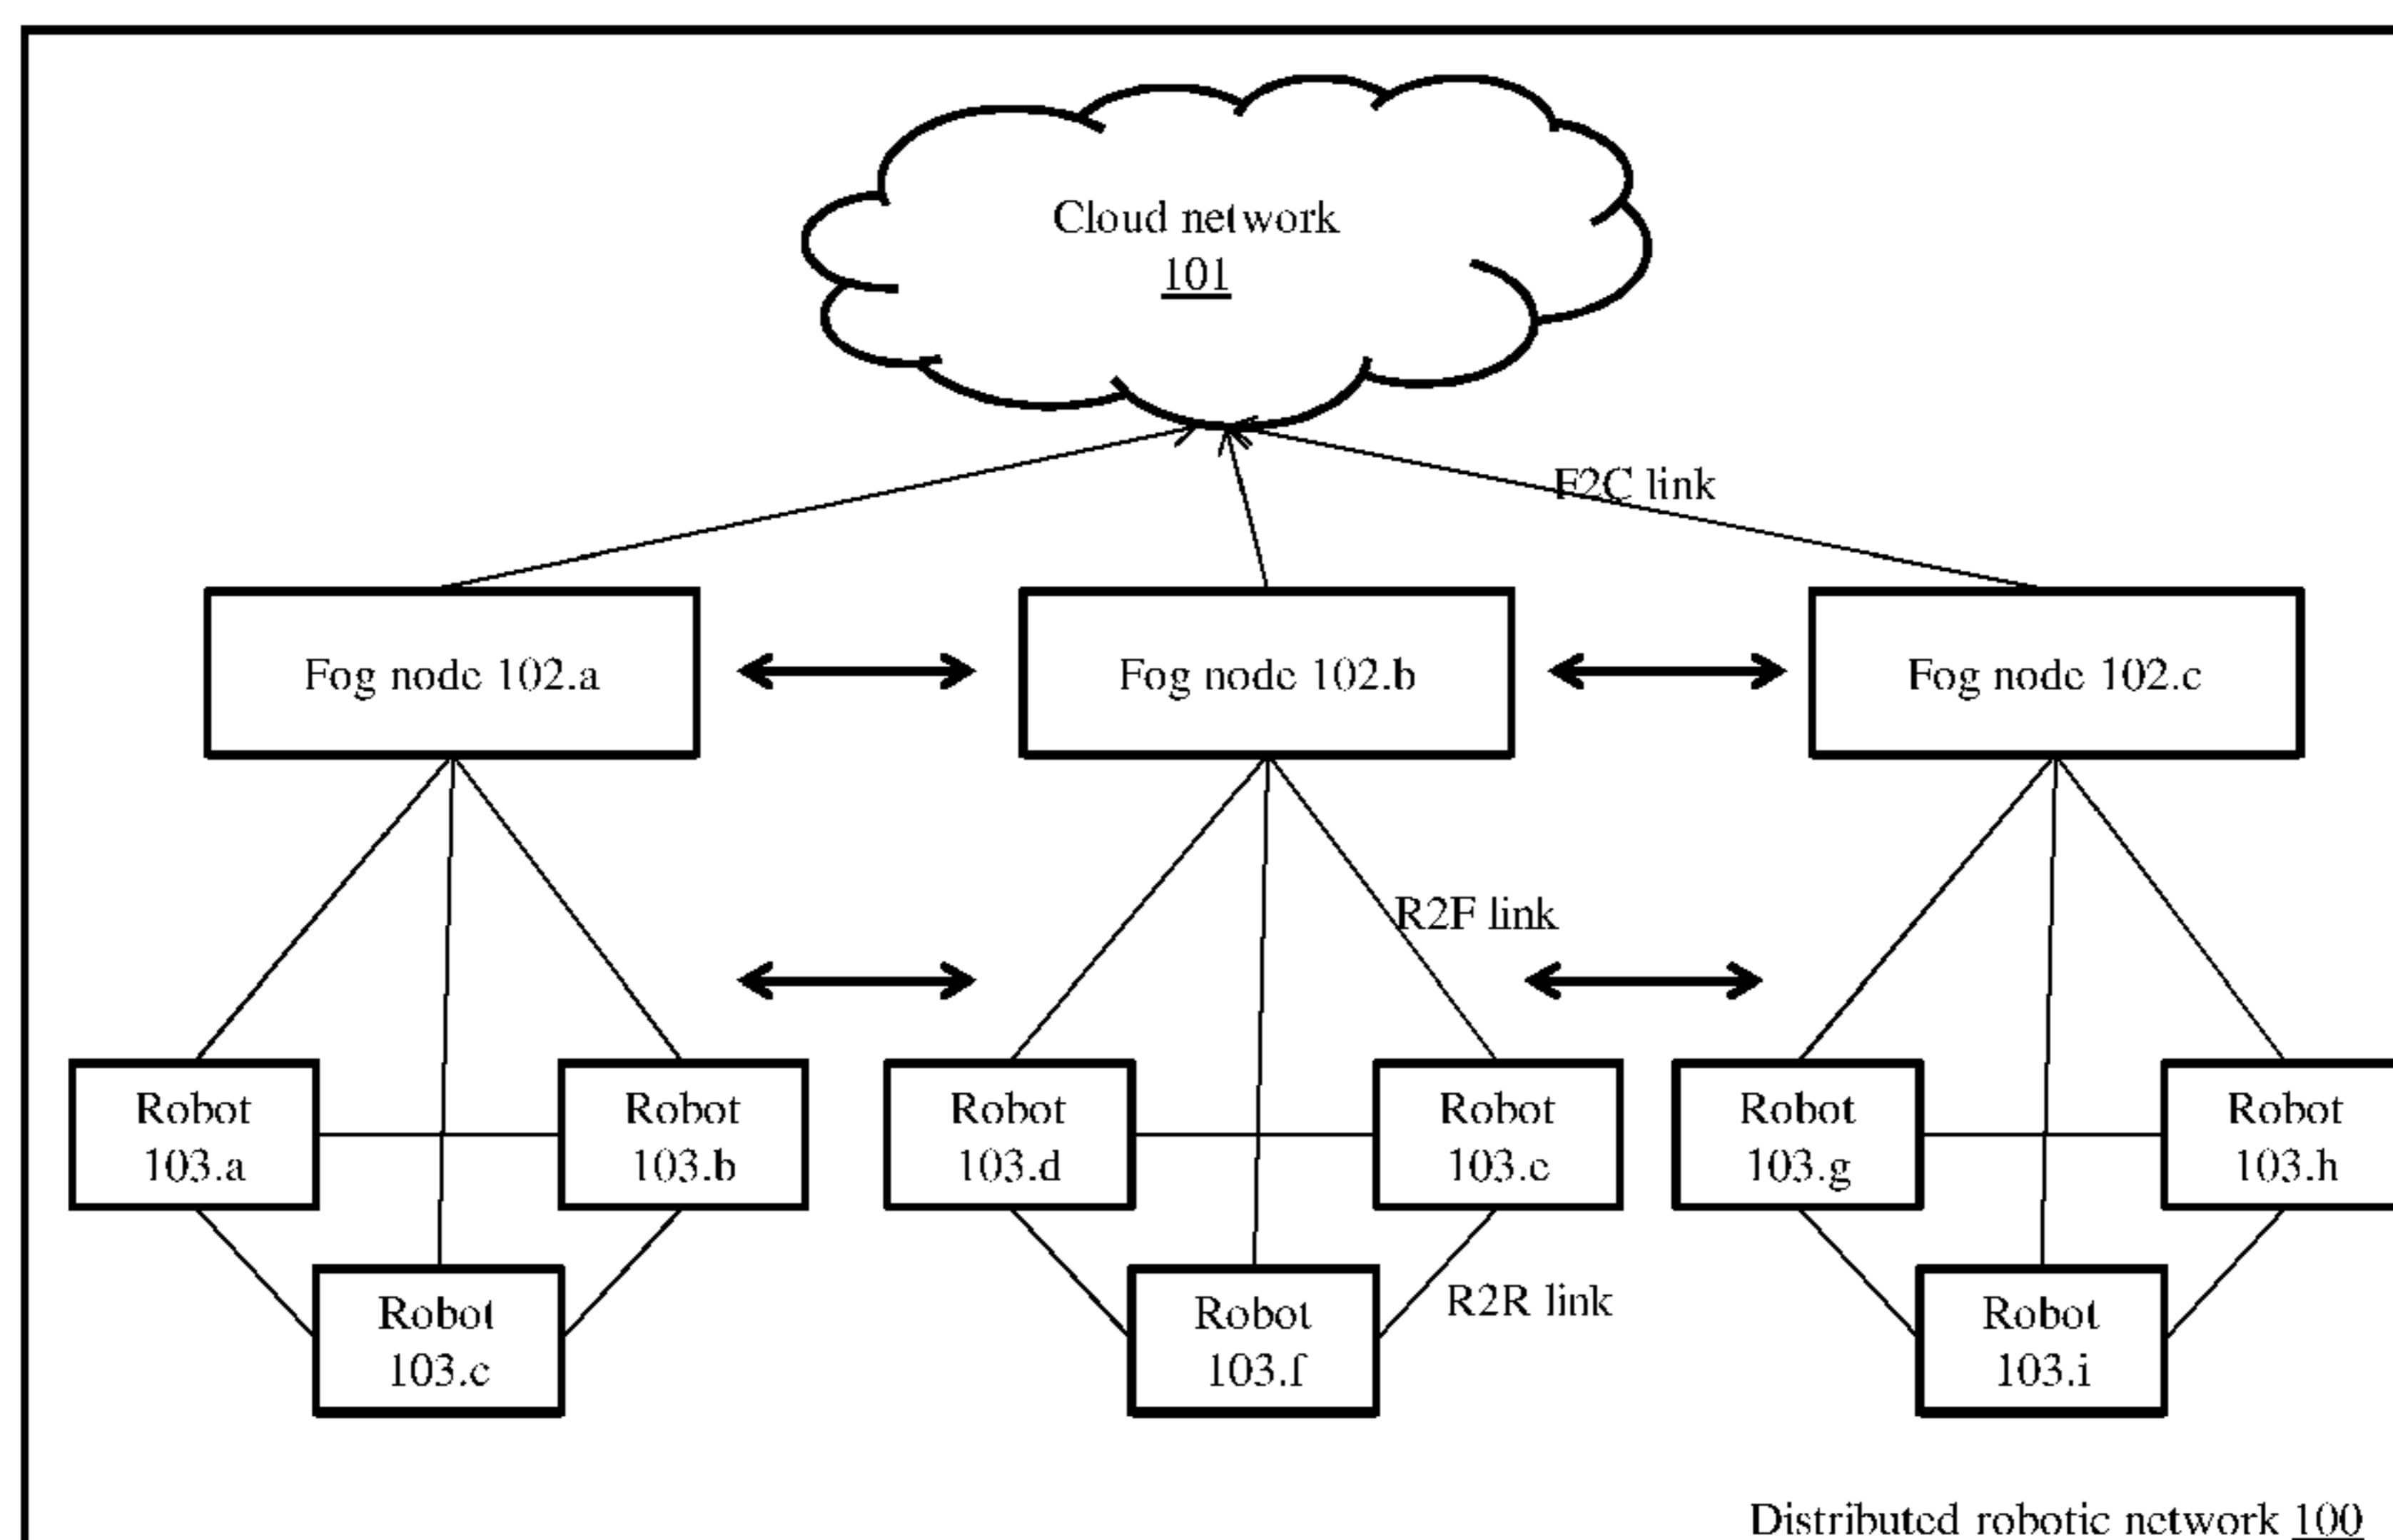 Cloud network
101
F2C link
Fog node 102.a
Fog node 102.b
Fog node 102.c
R2F link
Robot
103.a
Robot
103.b
Robot
103.d
Robot
103.e
Robot
103.g
Robot
103.h
Robot
103.c
R2R link
Robot
103.f
Robot
103.i
Distributed robotic network 100